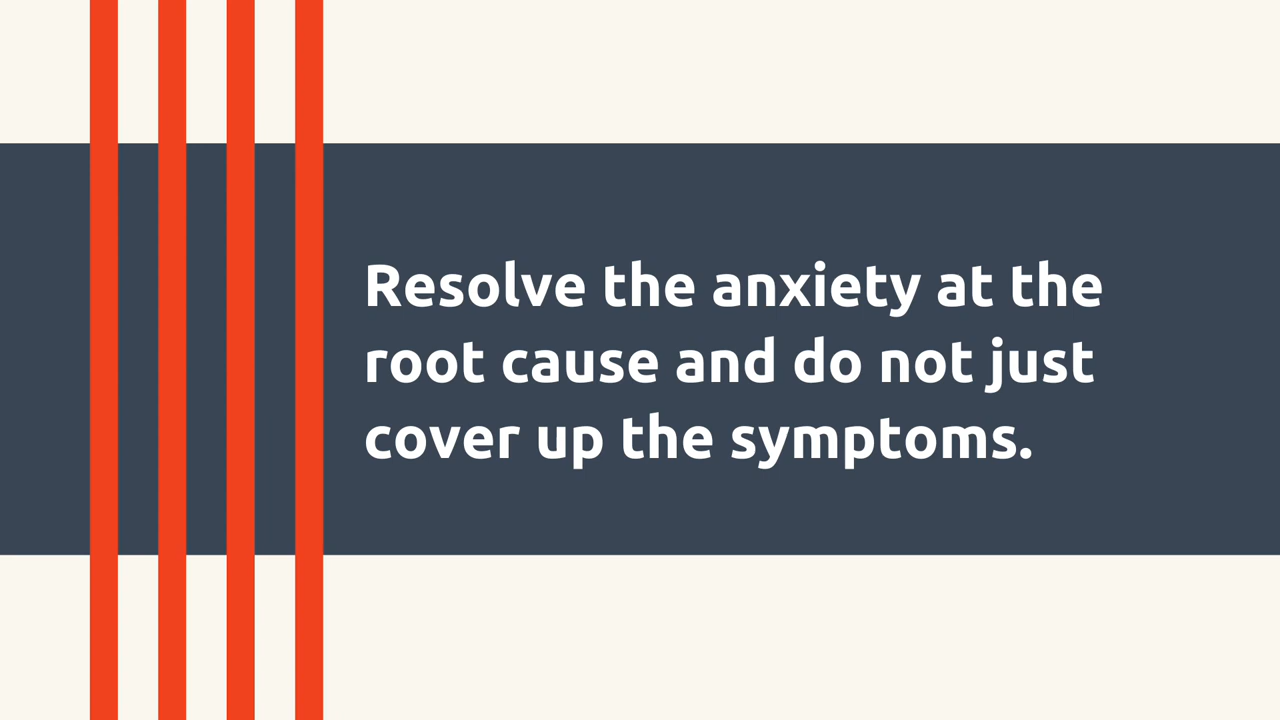 Resolve the anxiety at the
root cause and do not just
cover up the symptoms.